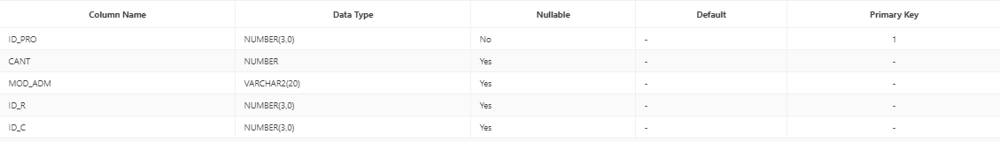 Column Name Data Type Nullable Default Primary Key
ID_PRO NUMBER(3,0) No - 1
CANT NUMBER Yes - -
MOD_ADM VARCHAR2(20) Yes - -
ID_R NUMBER(3,0) Yes - -
ID_C NUMBER(3,0) Yes - -